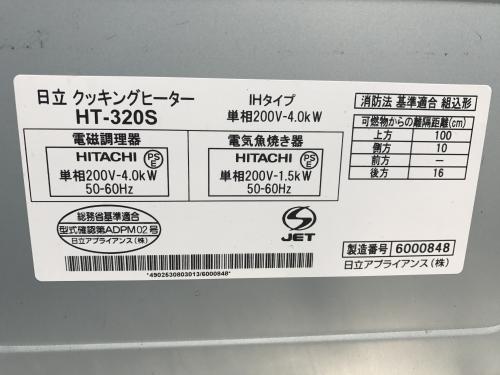 日立 クッキングヒーター
HT-320S
IHタイプ
単相200V-4.0kW
電磁調理器
HITACHI
PSE
単相200V-4.0kW
50-60Hz
電気魚焼き器
HITACHI
PSE
単相200V-1.5kW
50-60Hz
総務省基準適合
型式確認第ADPM02号
日立アプライアンス(株)
S
JET
*4902530803013/6000848*
消防法 基準適合 組込形
可燃物からの離隔距離(cm)
上方 100
側方 10
前方 －
後方 16
製造番号 6000848
日立アプライアンス(株)